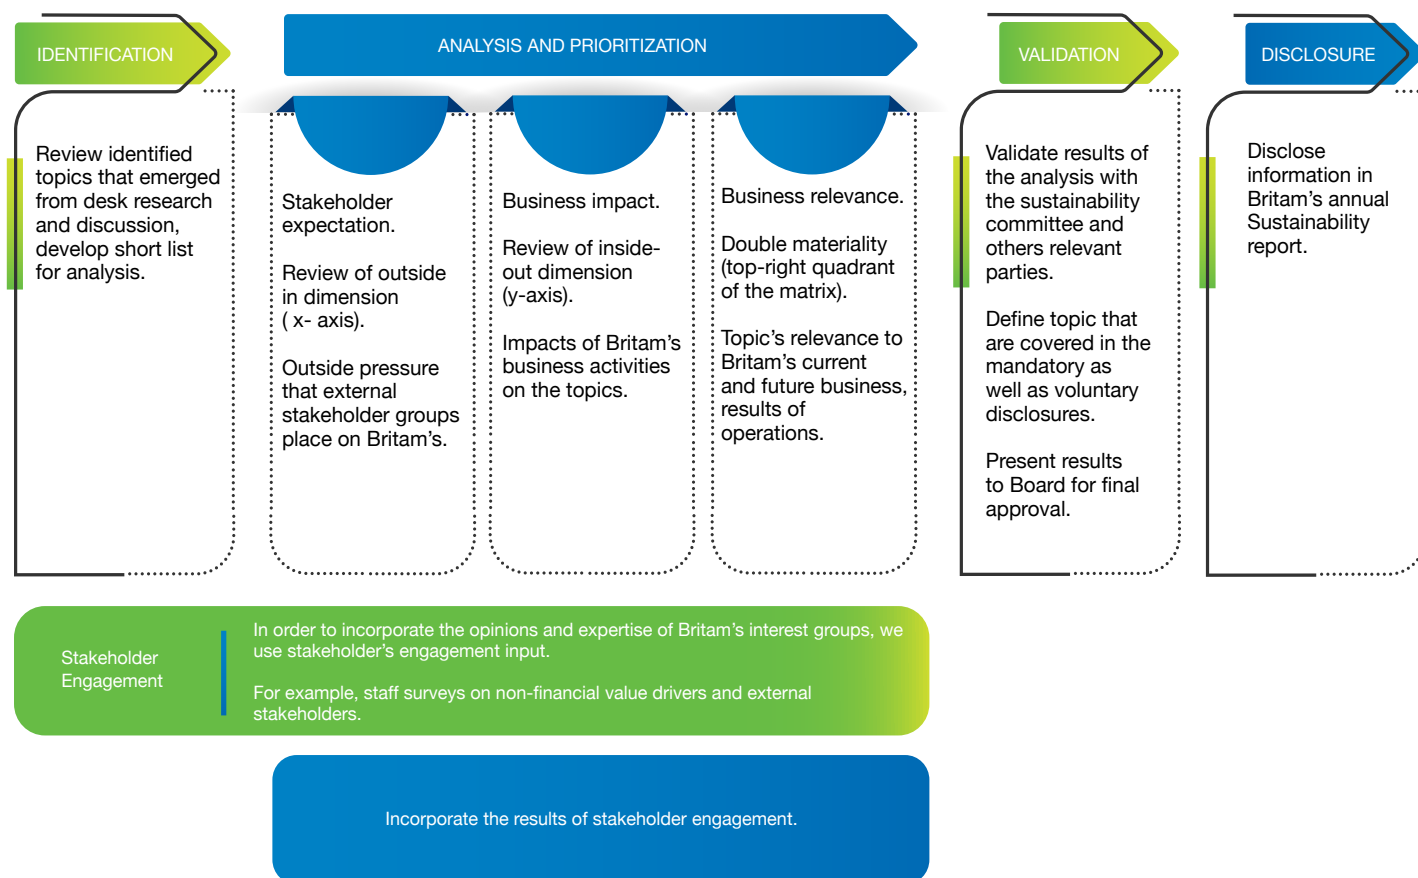 IDENTIFICATION
Review identified
topics that emerged
from desk research
and discussion,
develop short list
for analysis.
ANALYSIS AND PRIORITIZATION
Stakeholder
expectation.
Review of outside
in dimension
( x- axis).
Outside pressure
that external
stakeholder groups
place on Britam’s.
Business impact.
Review of inside-
out dimension
(y-axis).
Impacts of Britam’s
business activities
on the topics.
Business relevance.
Double materiality
(top-right quadrant
of the matrix).
Topic’s relevance to
Britam’s current
and future business,
results of
operations.
VALIDATION
Validate results of
the analysis with
the sustainability
committee and
others relevant
parties.
Define topic that
are covered in the
mandatory as
well as voluntary
disclosures.
Present results
to Board for final
approval.
DISCLOSURE
Disclose
information in
Britam’s annual
Sustainability
report.
Stakeholder
Engagement
In order to incorporate the opinions and expertise of Britam’s interest groups, we
use stakeholder’s engagement input.
For example, staff surveys on non-financial value drivers and external
stakeholders.
Incorporate the results of stakeholder engagement.